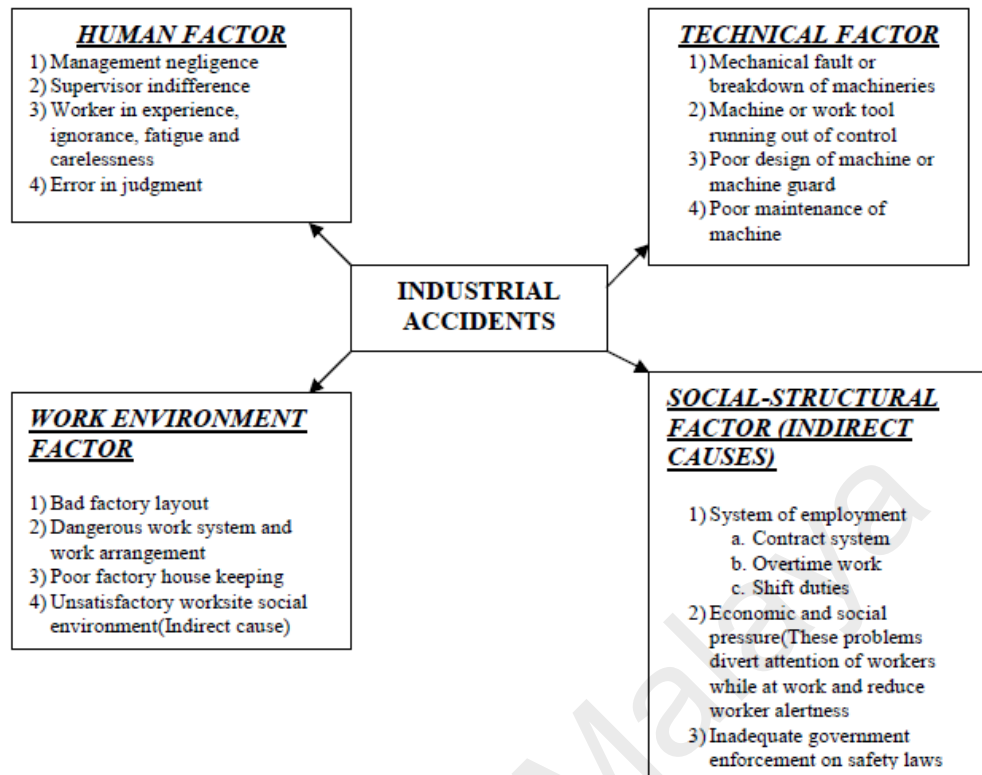 HUMAN FACTOR
1) Management negligence
2) Supervisor indifference
3) Worker in experience,
ignorance, fatigue and
carelessness
4) Error in judgment
TECHNICAL FACTOR
1) Mechanical fault or
breakdown of machineries
2) Machine or work tool
running out of control
3) Poor design of machine or
machine guard
4) Poor maintenance of
machine
INDUSTRIAL
ACCIDENTS
WORK ENVIRONMENT
FACTOR
1) Bad factory layout
2) Dangerous work system and
work arrangement
3) Poor factory house keeping
4) Unsatisfactory worksite social
environment(Indirect cause)
SOCIAL-STRUCTURAL
FACTOR (INDIRECT
CAUSES)
1) System of employment
a. Contract system
b. Overtime work
c. Shift duties
2) Economic and social
pressure(These problems
divert attention of workers
while at work and reduce
worker alertness
3) Inadequate government
enforcement on safety laws
Malaya